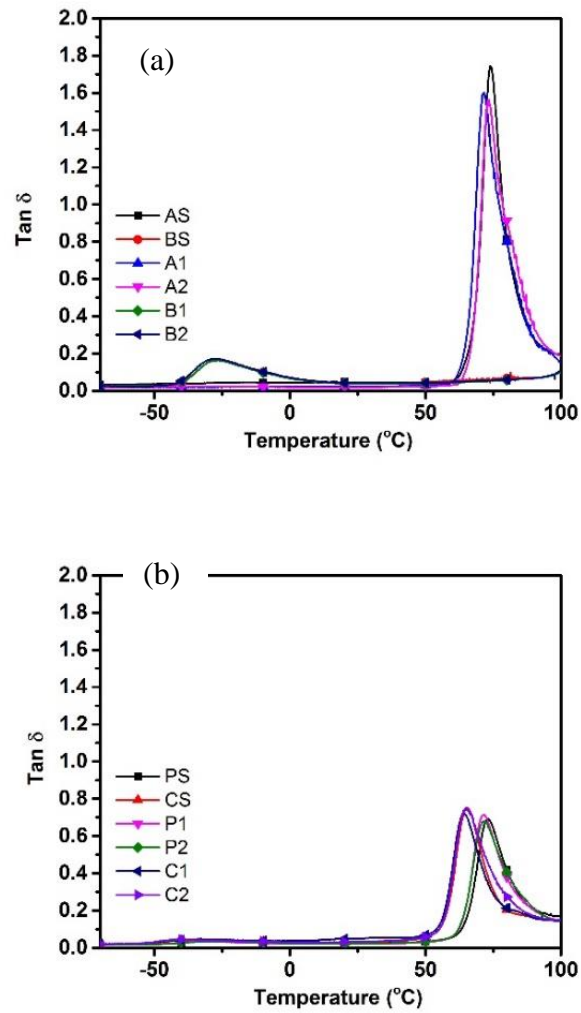 (a)
2.0
1.8
1.6
1.4
1.2
1.0
0.8
0.6
0.4
0.2
0.0
Tan δ
AS
BS
A1
A2
B1
B2
-50 0 50 100
Temperature (°C)
(b)
2.0
1.8
1.6
1.4
1.2
1.0
0.8
0.6
0.4
0.2
0.0
Tan δ
PS
CS
P1
P2
C1
C2
-50 0 50 100
Temperature (°C)